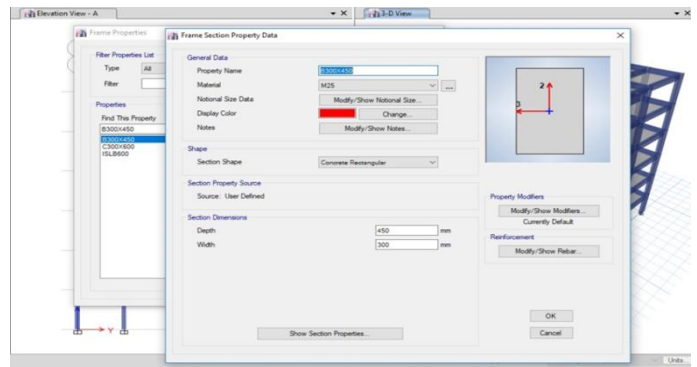 Elevation View - A
3-D View
Frame Properties
Filter Properties List
Type
All
Filter
Properties
Find This Property
B300X450
B300X450
C300X600
ISLB600
Frame Section Property Data
General Data
Property Name
B300X450
Material
M25
...
Notional Size Data
Modify/Show Notional Size...
Display Color
Change...
Notes
Modify/Show Notes...
Shape
Section Shape
Concrete Rectangular
Section Property Source
Source: User Defined
Section Dimensions
Depth
450
mm
Width
300
mm
Show Section Properties...
2
3
Property Modifiers
Modify/Show Modifiers...
Currently Default
Reinforcement
Modify/Show Rebar...
OK
Cancel
Y
Units...